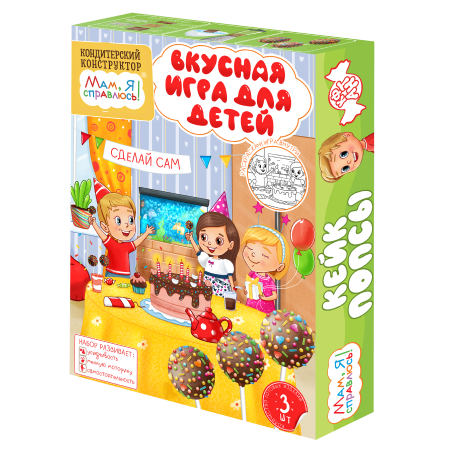 КОНДИТЕРСКИЙ
КОНСТРУКТОР
Мам, Я
справлюсь!
ВКУСНАЯ
ИГРА ДЛЯ
ДЕТЕЙ
СДЕЛАЙ САМ
НАБОР РАЗВИВАЕТ:
усидчивость
мелкую моторику
самостоятельность
3
ШТ
КЕЙК
ПОПСЫ
Мам, Я
справлюсь!